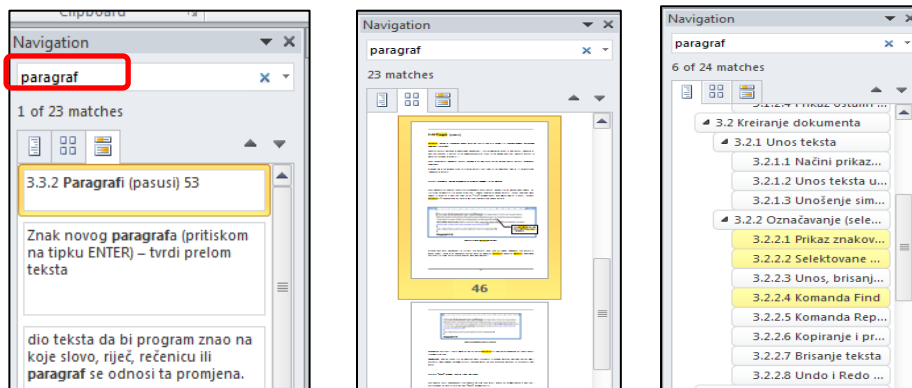 Clipboard
Navigation
paragraf
1 of 23 matches
3.3.2 Paragrafi (pasusi) 53
Znak novog paragrafa (pritiskom
na tipku ENTER) – tvrdi prelom
teksta
dio teksta da bi program znao na
koje slovo, riječ, rečenicu ili
paragraf se odnosi ta promjena.
Navigation
paragraf
23 matches
46
Navigation
paragraf
6 of 24 matches
3.2 Kreiranje dokumenta
3.2.1 Unos teksta
3.2.1.1 Načini prikaz...
3.2.1.2 Unos teksta u...
3.2.1.3 Unošenje sim...
3.2.2 Označavanje (sele...
3.2.2.1 Prikaz znakov...
3.2.2.2 Selektovane ...
3.2.2.3 Unos, brisanj...
3.2.2.4 Komanda Find
3.2.2.5 Komanda Rep...
3.2.2.6 Kopiranje i pr...
3.2.2.7 Brisanje teksta
3.2.2.8 Undo i Redo ...